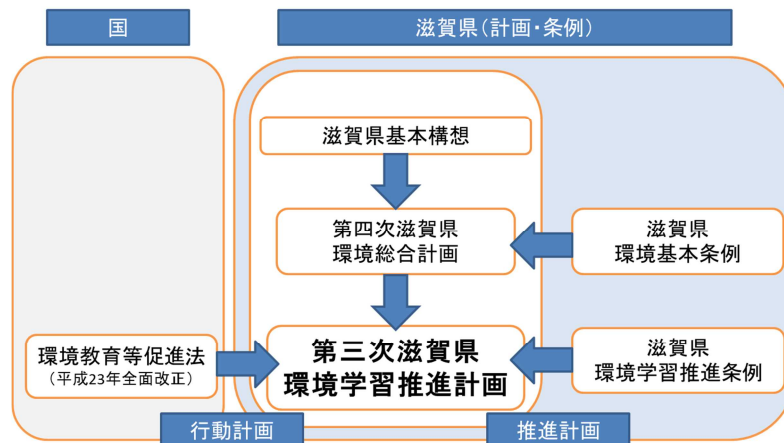 国
滋賀県(計画・条例)
滋賀県基本構想
第四次滋賀県
環境総合計画
滋賀県
環境基本条例
環境教育等促進法
(平成23年全面改正)
第三次滋賀県
環境学習推進計画
滋賀県
環境学習推進条例
行動計画
推進計画